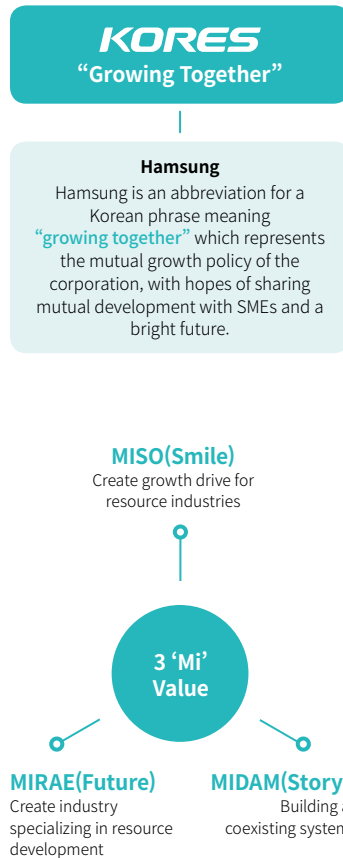 KORES
“Growing Together”
Hamsung
Hamsung is an abbreviation for a
Korean phrase meaning
“growing together” which represents
the mutual growth policy of the
corporation, with hopes of sharing
mutual development with SMEs and a
bright future.
MISO(Smile)
Create growth drive for
resource industries
3 ‘Mi’
Value
MIRAE(Future)
Create industry
specializing in resource
development
MIDAM(Story
Building a
coexisting system